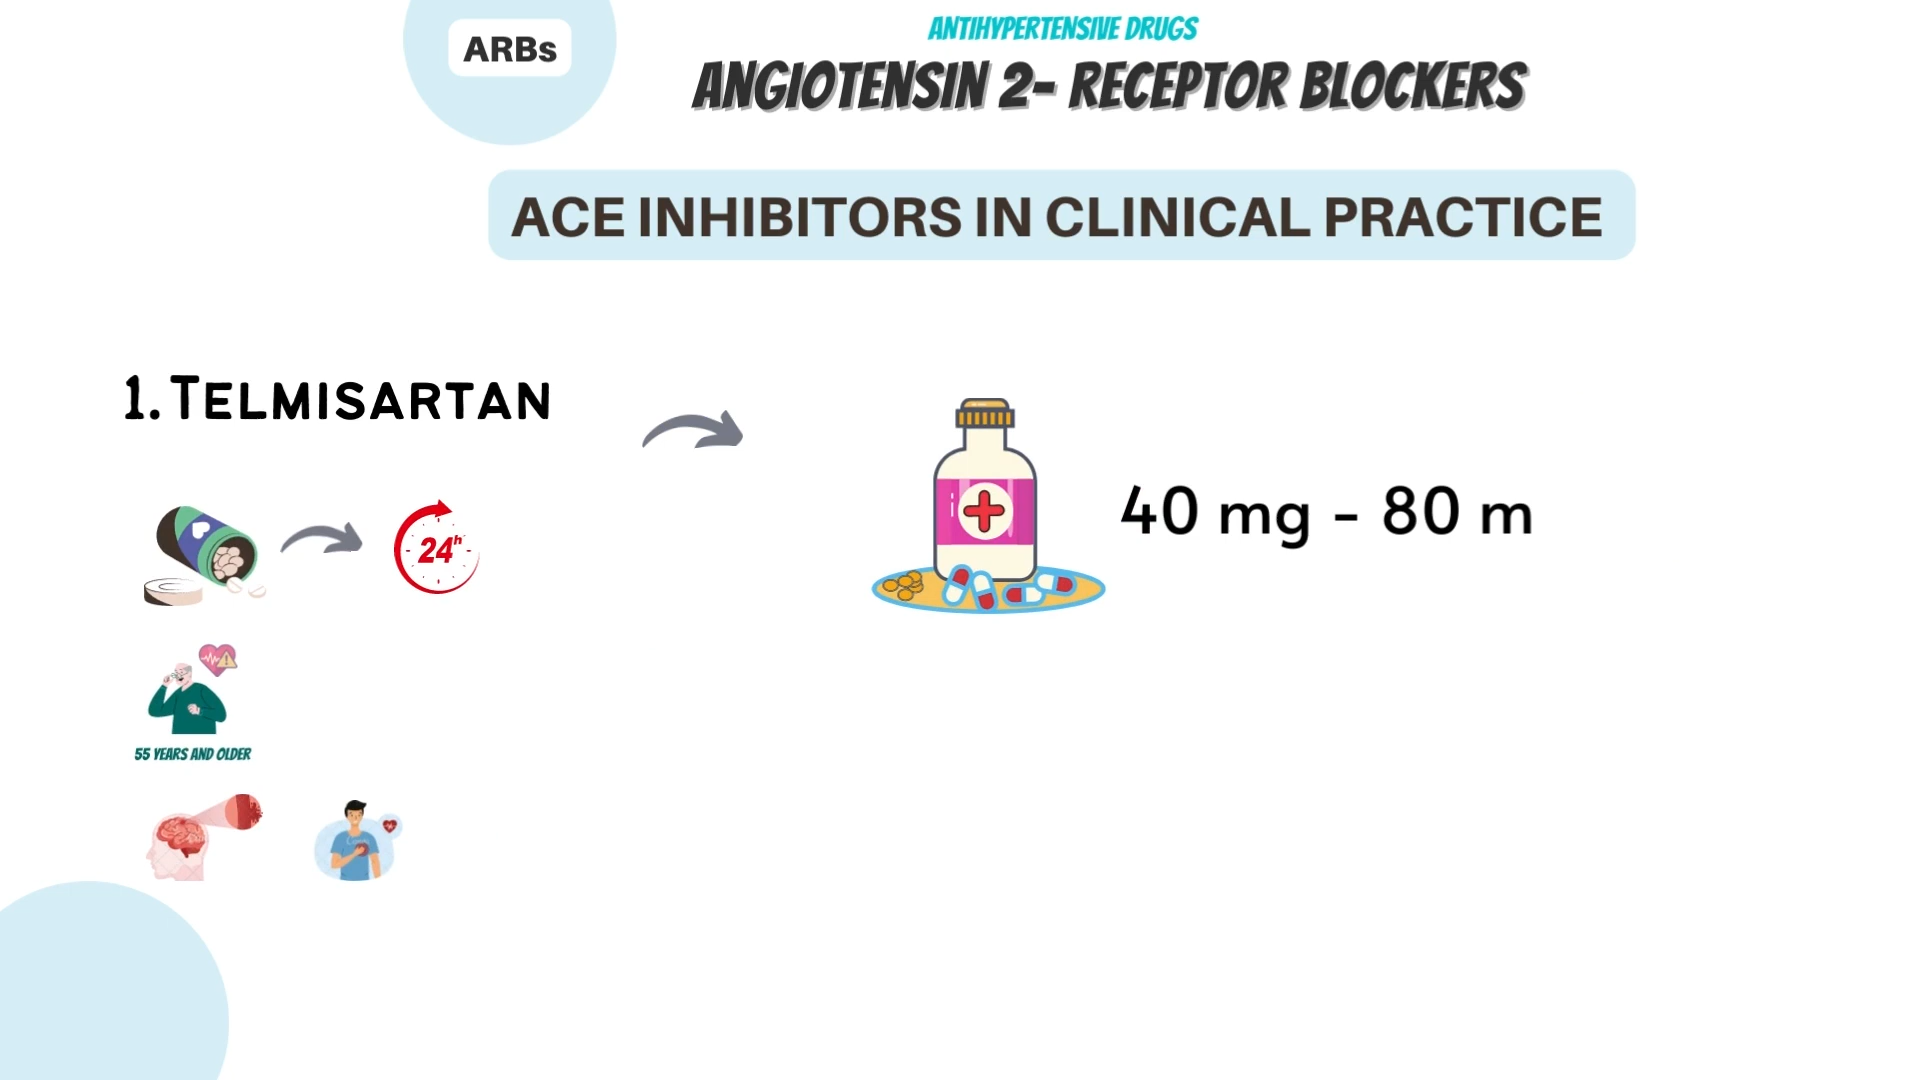 ARBs
ANTIHYPERTENSIVE DRUGS
ANGIOTENSIN 2- RECEPTOR BLOCKERS
ACE INHIBITORS IN CLINICAL PRACTICE
1. TELMISARTAN
40 mg - 80 m
24h
55 YEARS AND OLDER